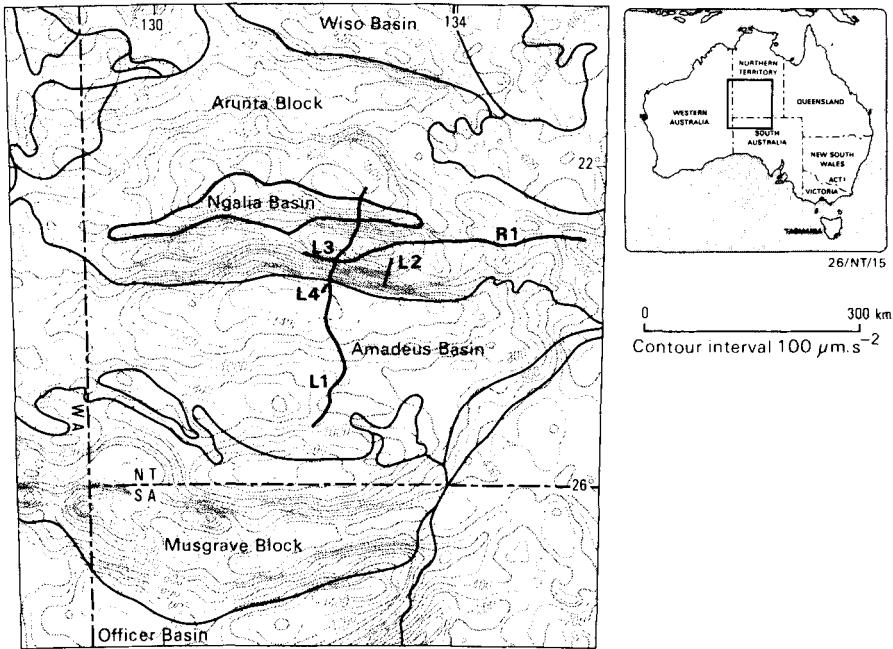 130
134
Wiso Basin
Arunta Block
22
Ngalia Basin
R1
L3
L2
L4
Amadeus Basin
L1
WA
NT
SA
26
Musgrave Block
Officer Basin
NORTHERN
TERRITORY
WESTERN
AUSTRALIA
QUEENSLAND
SOUTH
AUSTRALIA
NEW SOUTH
WALES
ACT
VICTORIA
TASMANIA
26/NT/15
0 300 km
Contour interval 100 μm.s⁻²